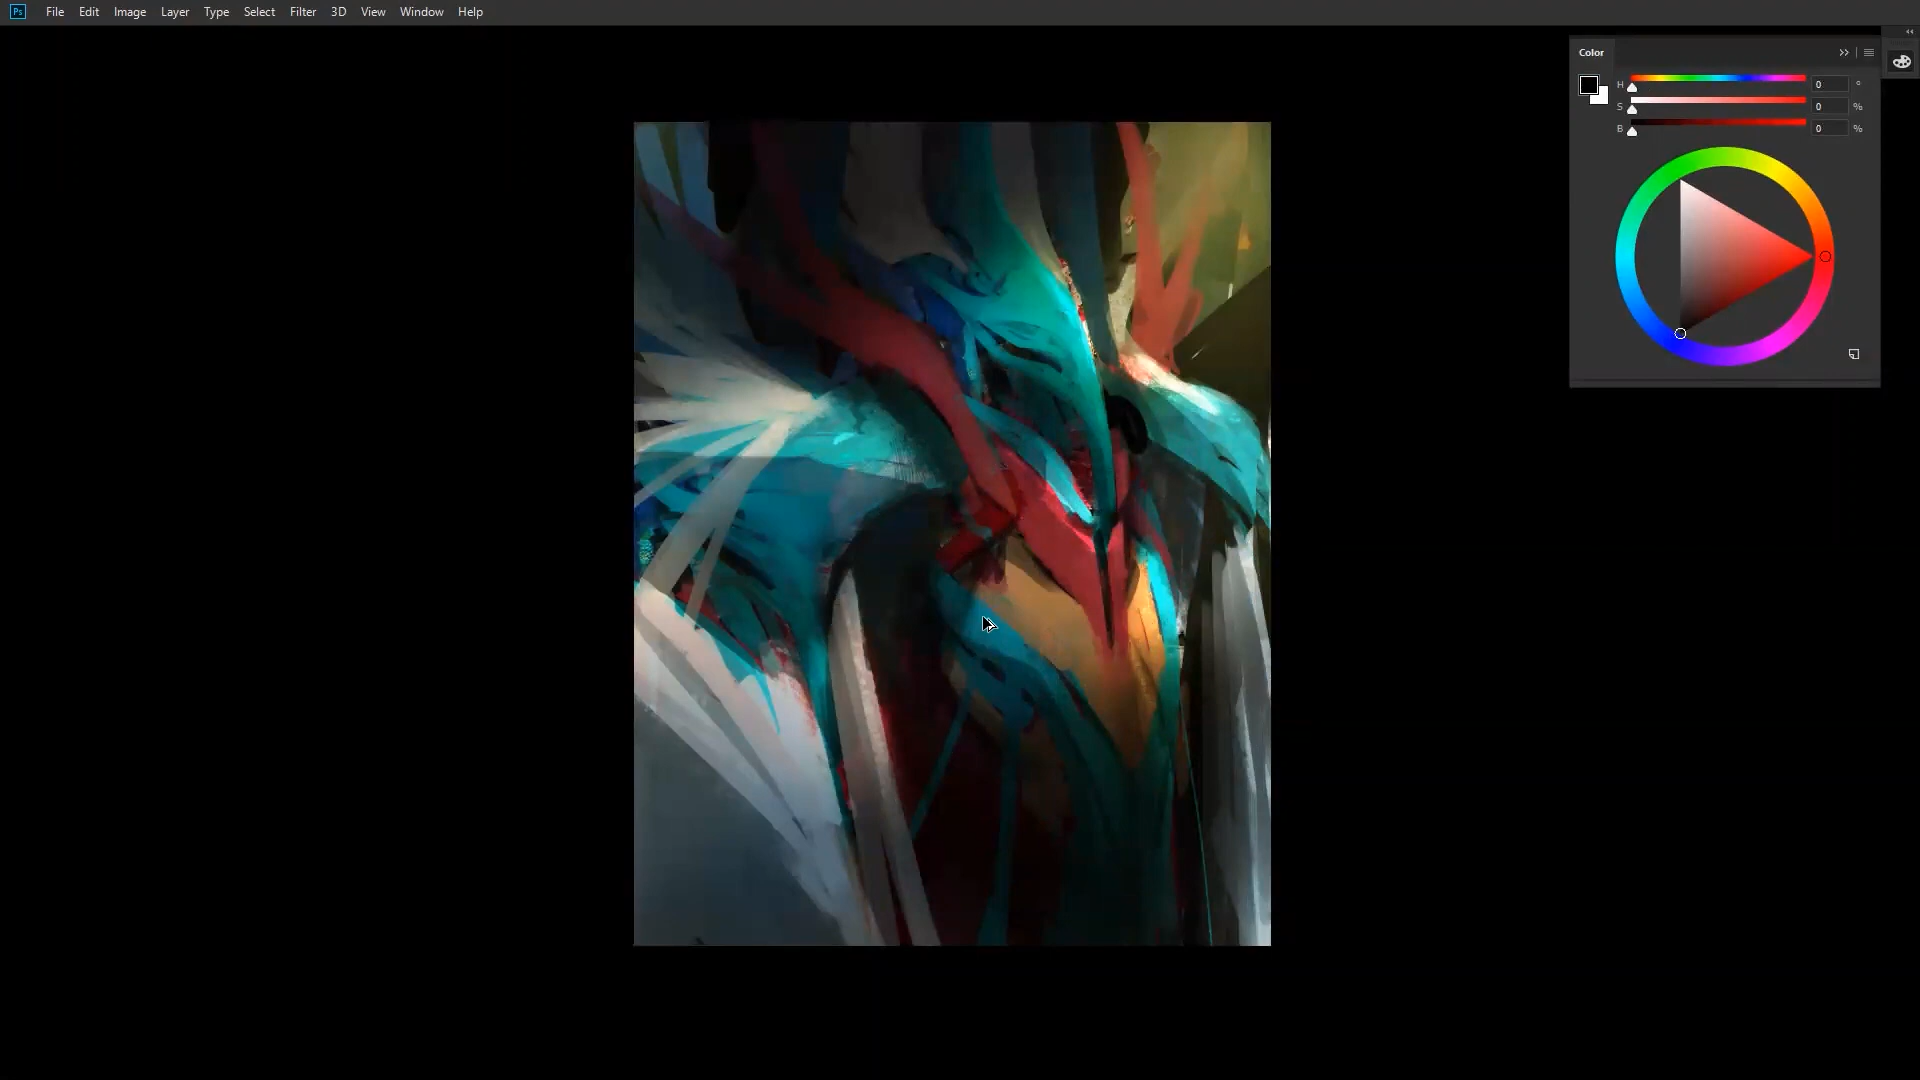 Ps File Edit Image Layer Type Select Filter 3D View Window Help
Color
H 0 °
S 0 %
B 0 %